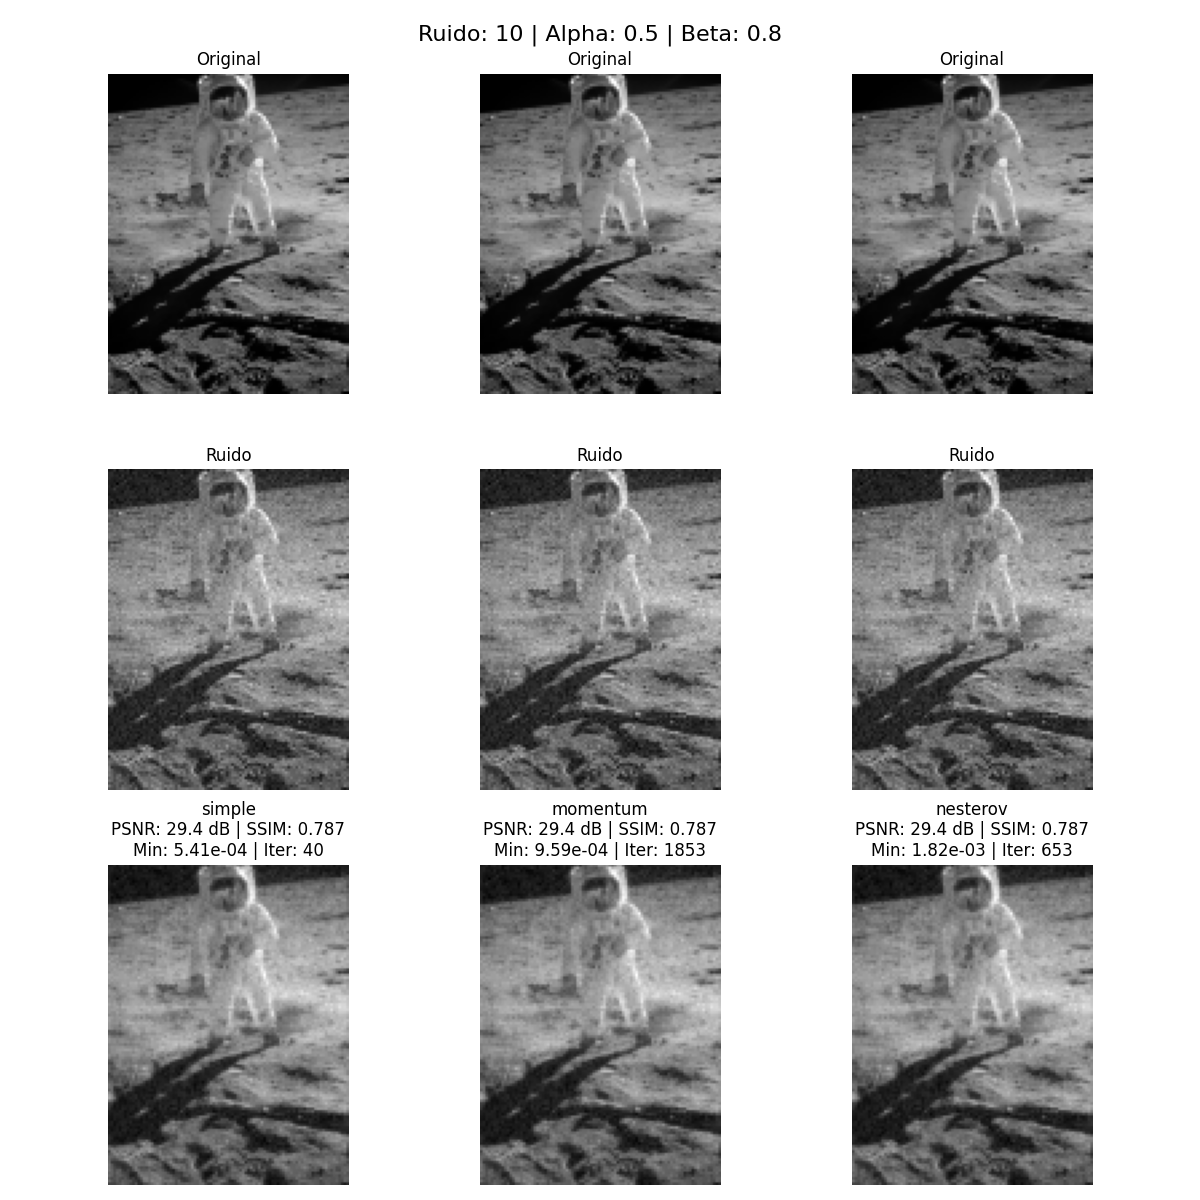 Ruido: 10 | Alpha: 0.5 | Beta: 0.8
Original
Original
Original
Ruido
Ruido
Ruido
simple
PSNR: 29.4 dB | SSIM: 0.787
Min: 5.41e-04 | Iter: 40
momentum
PSNR: 29.4 dB | SSIM: 0.787
Min: 9.59e-04 | Iter: 1853
nesterov
PSNR: 29.4 dB | SSIM: 0.787
Min: 1.82e-03 | Iter: 653